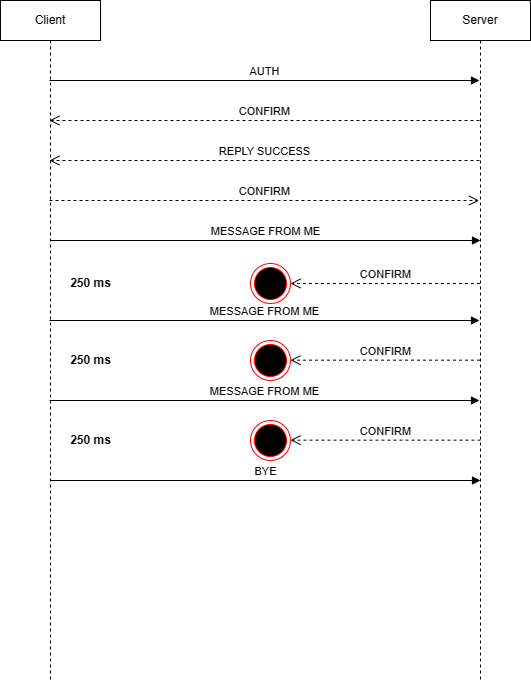 Client
Server
AUTH
CONFIRM
REPLY SUCCESS
CONFIRM
MESSAGE FROM ME
250 ms
CONFIRM
MESSAGE FROM ME
250 ms
CONFIRM
MESSAGE FROM ME
250 ms
CONFIRM
BYE